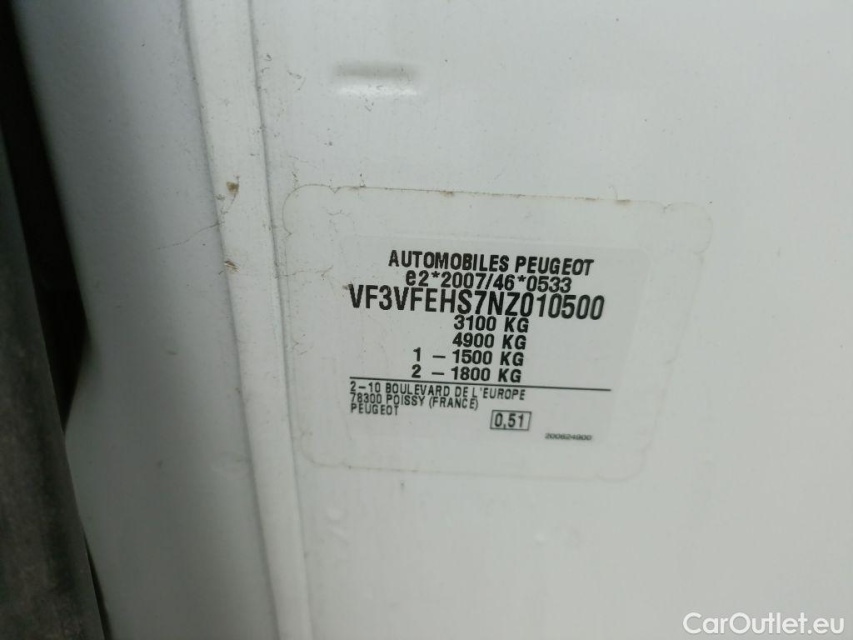 AUTOMOBILES PEUGEOT
e2*2007/46*0533
VF3VFEHS7NZ010500
3100 KG
4900 KG
1 – 1500 KG
2 – 1800 KG
2–10 BOULEVARD DE L'EUROPE
78300 POISSY (FRANCE)
PEUGEOT
0,51
CarOutlet.eu